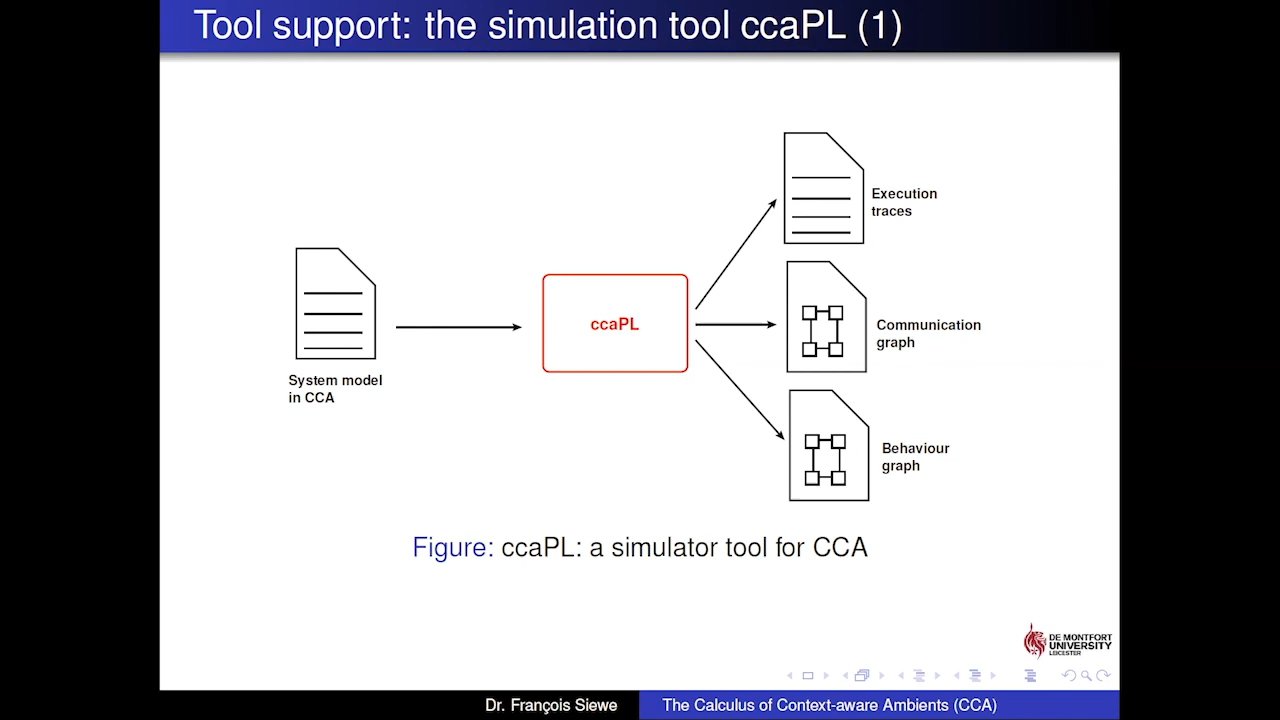 Tool support: the simulation tool ccaPL (1)
Execution
traces
ccaPL
Communication
graph
System model
in CCA
Behaviour
graph
Figure: ccaPL: a simulator tool for CCA
DE MONTFORT
UNIVERSITY
LEICESTER
Dr. François Siewe
The Calculus of Context-aware Ambients (CCA)